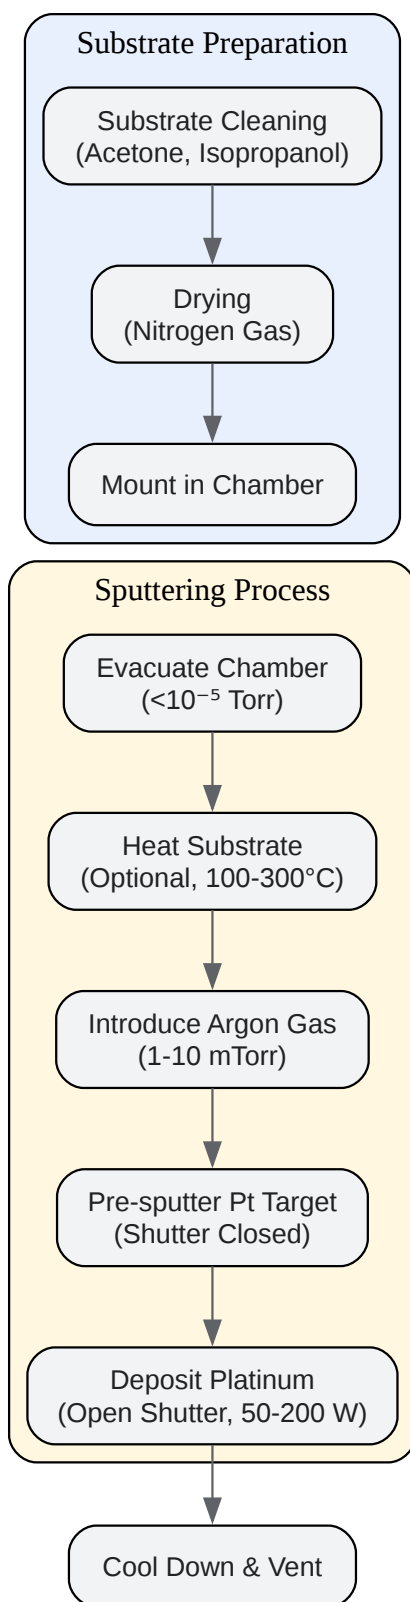 Substrate Preparation
Substrate Cleaning
(Acetone, Isopropanol)
Drying
(Nitrogen Gas)
Mount in Chamber
Sputtering Process
Evacuate Chamber
(<10⁻⁵ Torr)
Heat Substrate
(Optional, 100-300°C)
Introduce Argon Gas
(1-10 mTorr)
Pre-sputter Pt Target
(Shutter Closed)
Deposit Platinum
(Open Shutter, 50-200 W)
Cool Down & Vent